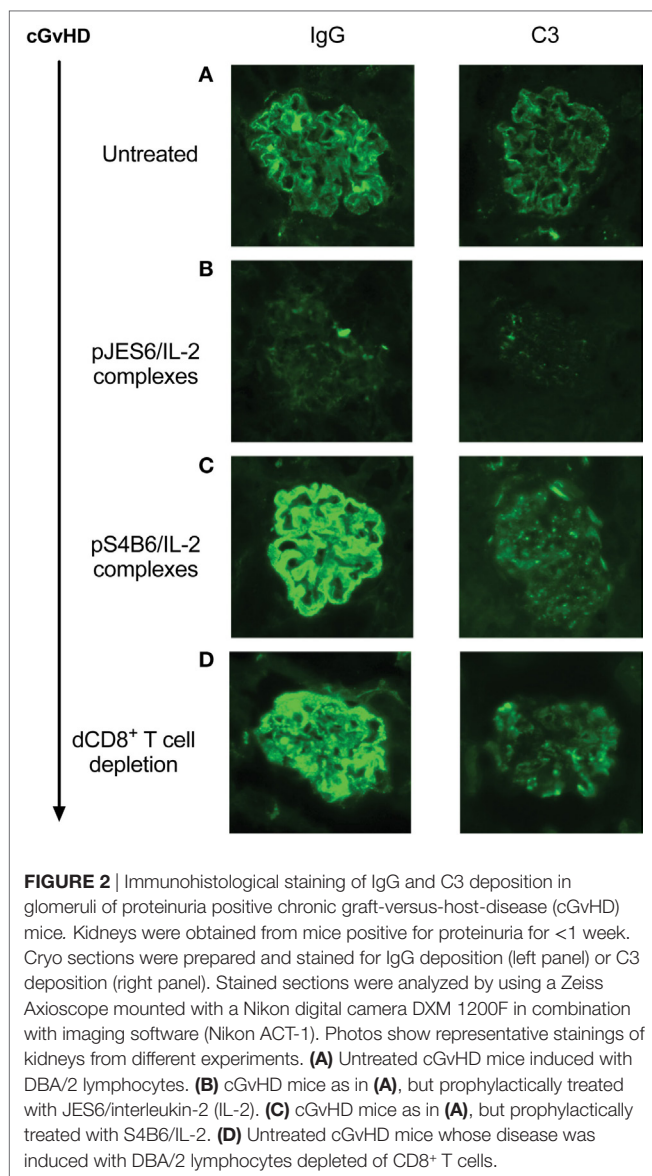 cGvHD IgG C3
A
Untreated
B
pJES6/IL-2
complexes
C
pS4B6/IL-2
complexes
D
dCD8⁺ T cell
depletion
FIGURE 2 | Immunohistological staining of IgG and C3 deposition in
glomeruli of proteinuria positive chronic graft-versus-host-disease (cGvHD)
mice. Kidneys were obtained from mice positive for proteinuria for <1 week.
Cryo sections were prepared and stained for IgG deposition (left panel) or C3
deposition (right panel). Stained sections were analyzed by using a Zeiss
Axioscope mounted with a Nikon digital camera DXM 1200F in combination
with imaging software (Nikon ACT-1). Photos show representative stainings of
kidneys from different experiments. (A) Untreated cGvHD mice induced with
DBA/2 lymphocytes. (B) cGvHD mice as in (A), but prophylactically treated
with JES6/interleukin-2 (IL-2). (C) cGvHD mice as in (A), but prophylactically
treated with S4B6/IL-2. (D) Untreated cGvHD mice whose disease was
induced with DBA/2 lymphocytes depleted of CD8⁺ T cells.